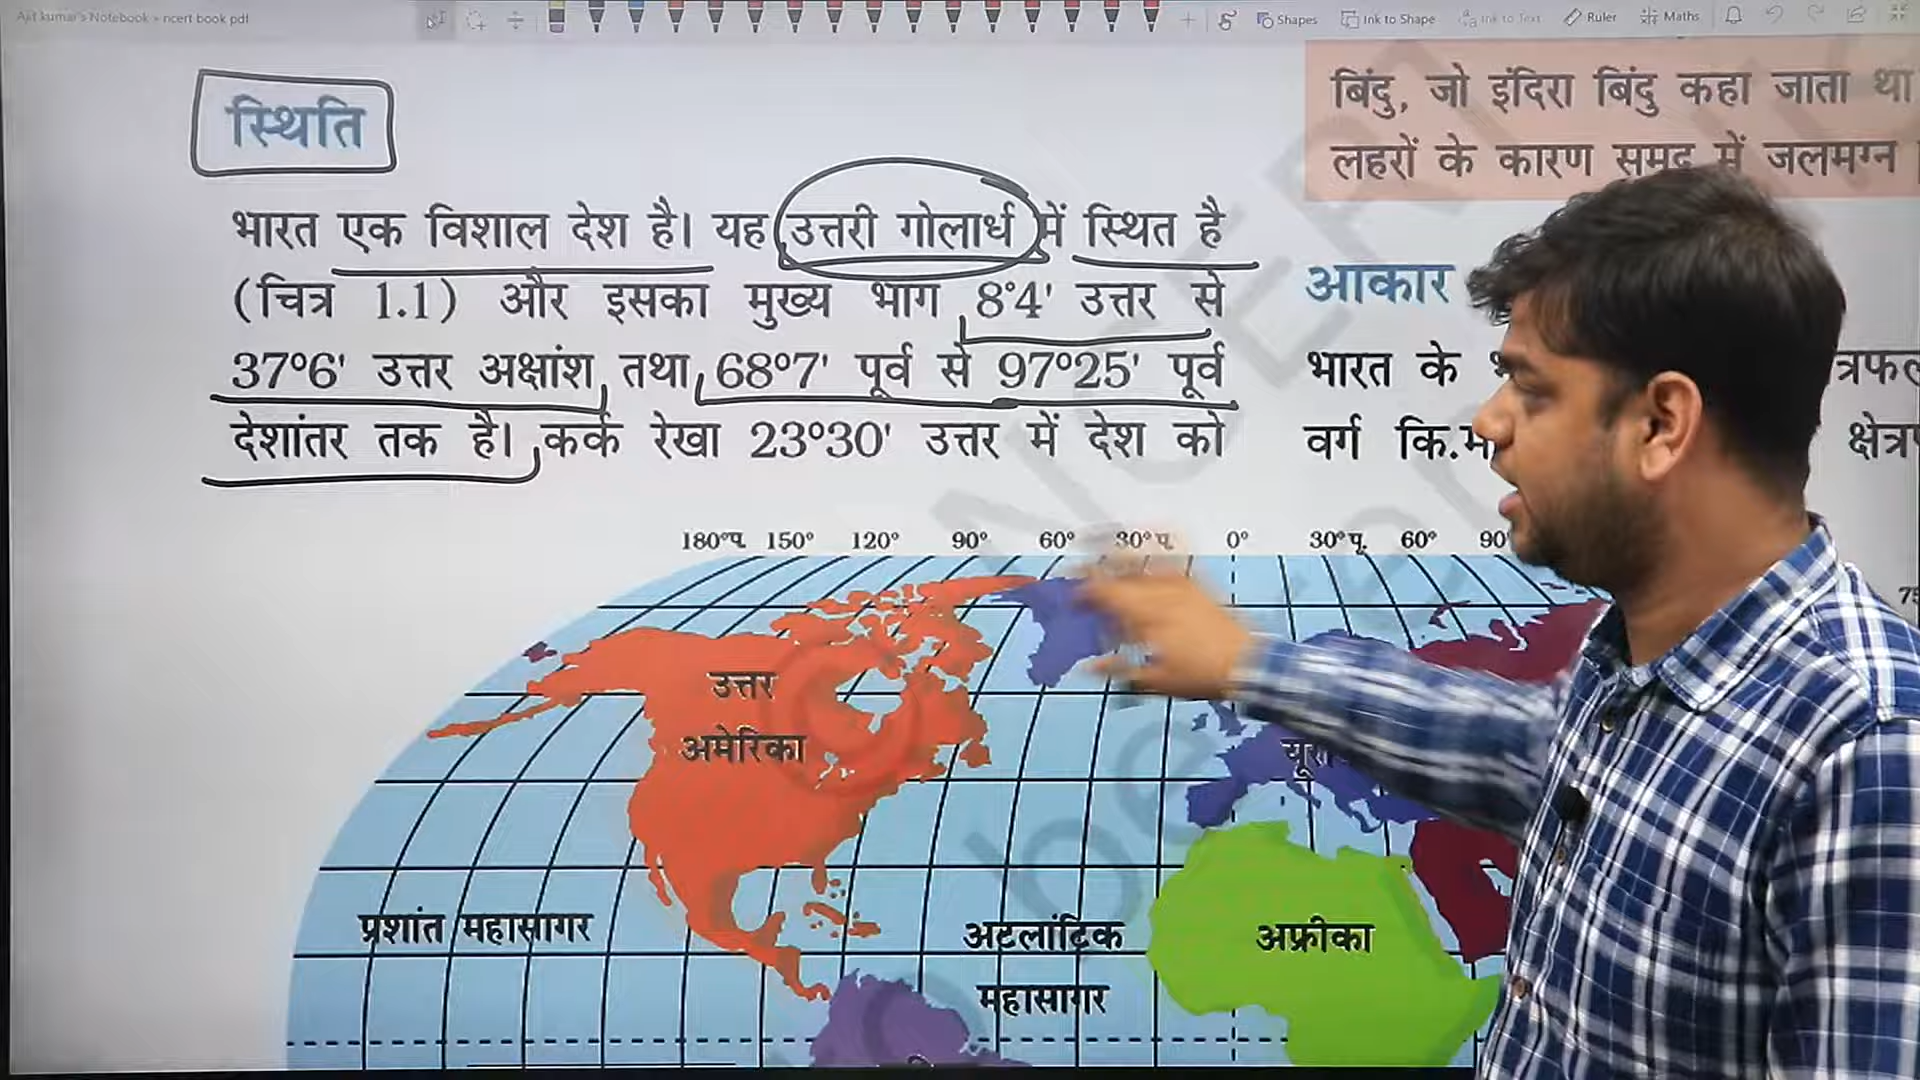 Ajit kumar's Notebook » ncert book pdf
Shapes Ink to Shape Ink to Text Ruler Maths
बिंदु, जो इंदिरा बिंदु कहा जाता था
लहरों के कारण समुद्र में जलमग्न
स्थिति
भारत एक विशाल देश है। यह उत्तरी गोलार्ध में स्थित है
(चित्र 1.1) और इसका मुख्य भाग 8°4' उत्तर से
37°6' उत्तर अक्षांश तथा 68°7' पूर्व से 97°25' पूर्व
देशांतर तक है। कर्क रेखा 23°30' उत्तर में देश को
आकार
भारत के
वर्ग
180°प. 150° 120° 90° 60° 30°प. 0° 30°पू. 60° 90°
उत्तर
अमेरिका
प्रशांत महासागर
अटलांटिक
महासागर
अफ्रीका